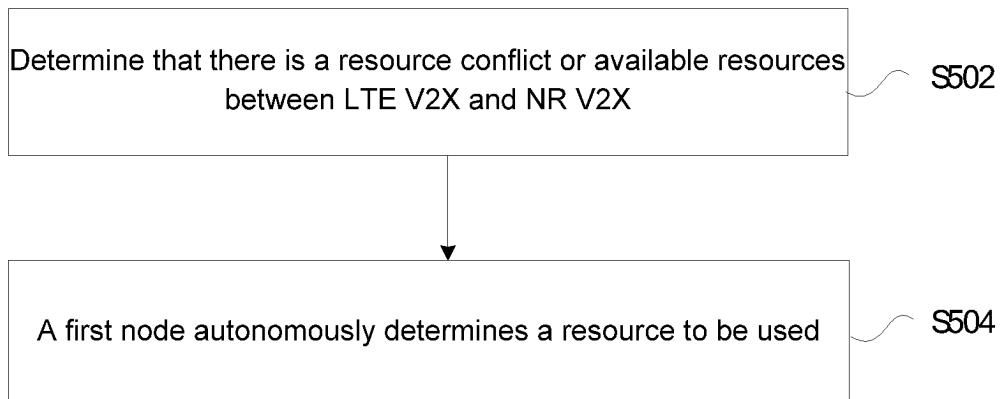 Determine that there is a resource conflict or available resources
between LTE V2X and NR V2X
S502
A first node autonomously determines a resource to be used
S504